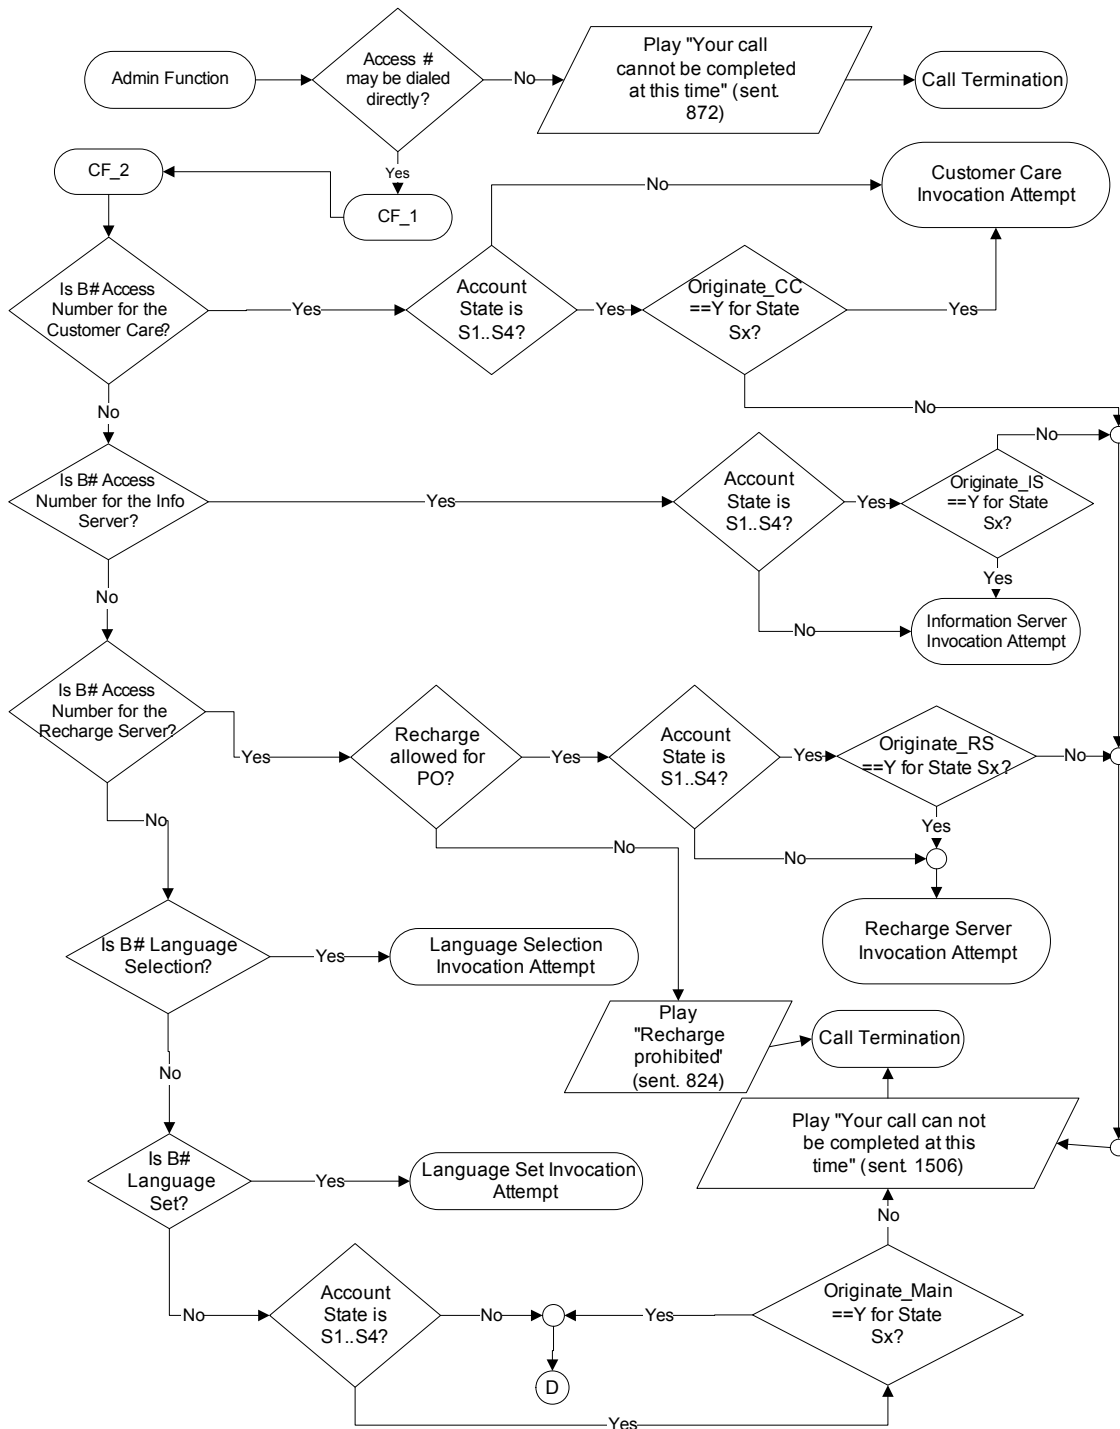 Admin Function
Access #
may be dialed
directly?
No
Play "Your call
cannot be completed
at this time" (sent.
872)
Call Termination
Yes
CF_2
CF_1
No
Customer Care
Invocation Attempt
Is B# Access
Number for the
Customer Care?
Yes
Account
State is
S1..S4?
Yes
Originate_CC
==Y for State
Sx?
Yes
No
No
No
Is B# Access
Number for the Info
Server?
Yes
Account
State is
S1..S4?
Yes
Originate_IS
==Y for State
Sx?
Yes
No
No
Information Server
Invocation Attempt
Is B# Access
Number for the
Recharge Server?
Yes
Recharge
allowed for
PO?
Yes
Account
State is
S1..S4?
Yes
Originate_RS
==Y for State Sx?
No
Yes
No
No
No
Recharge Server
Invocation Attempt
Is B# Language
Selection?
Yes
Language Selection
Invocation Attempt
Play
"Recharge
prohibited"
(sent. 824)
Call Termination
No
Play "Your call can not
be completed at this
time" (sent. 1506)
Is B#
Language
Set?
Yes
Language Set Invocation
Attempt
No
No
Account
State is
S1..S4?
No
Yes
Originate_Main
==Y for State
Sx?
D
Yes